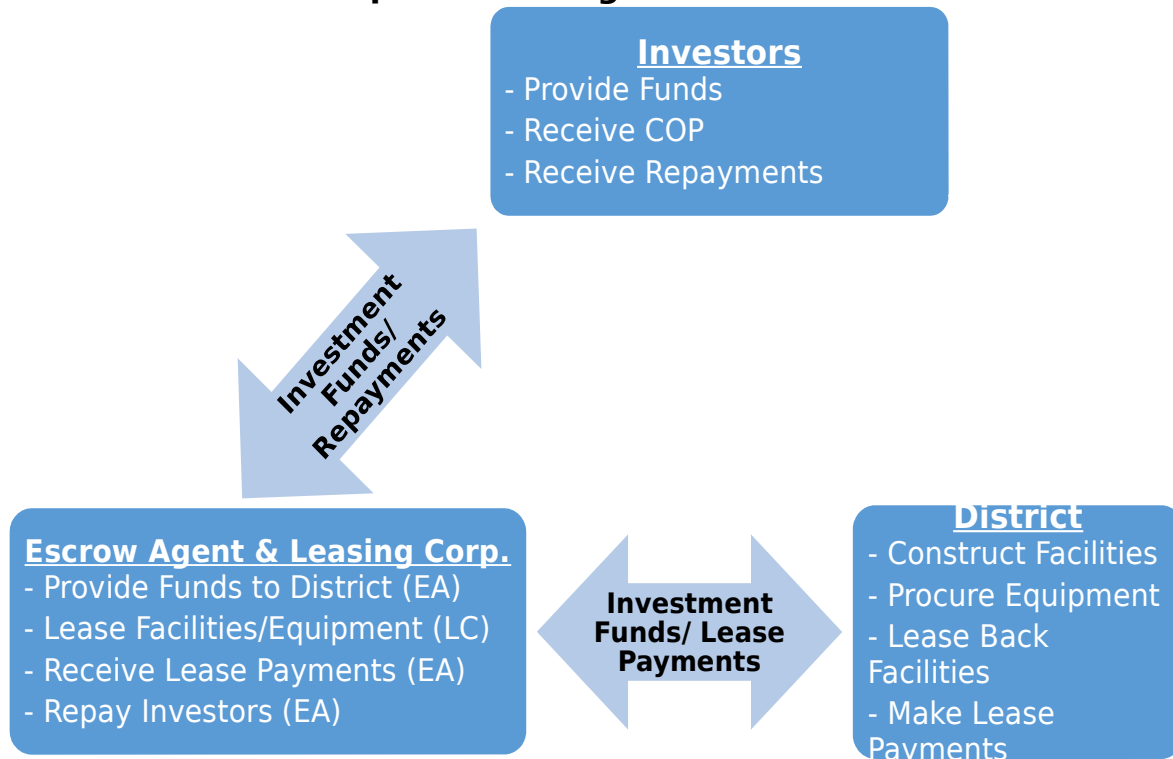 Investors
- Provide Funds
- Receive COP
- Receive Repayments
Investment
Funds/
Repayments
Escrow Agent & Leasing Corp.
- Provide Funds to District (EA)
- Lease Facilities/Equipment (LC)
- Receive Lease Payments (EA)
- Repay Investors (EA)
Investment
Funds/ Lease
Payments
District
- Construct Facilities
- Procure Equipment
- Lease Back
Facilities
- Make Lease
Payments